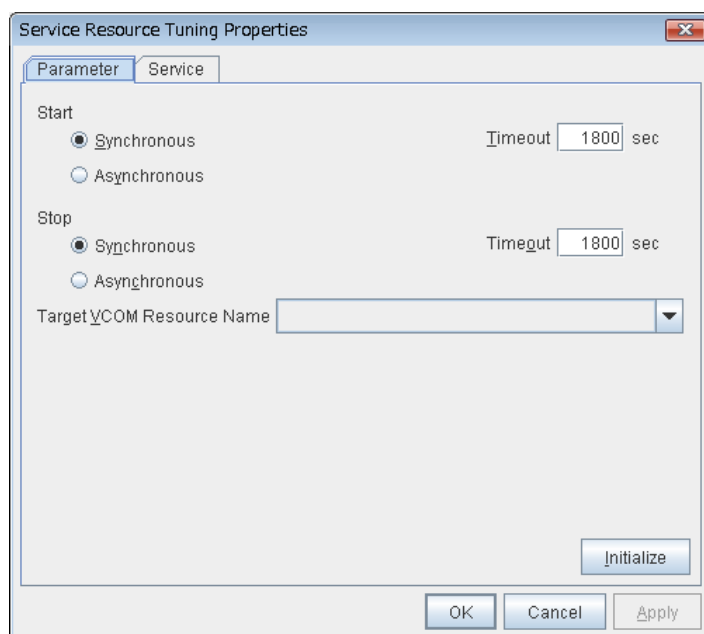 Service Resource Tuning Properties
Parameter Service
Start
Synchronous Timeout 1800 sec
Asynchronous
Stop
Synchronous Timeout 1800 sec
Asynchronous
Target VCOM Resource Name
Initialize
OK Cancel Apply